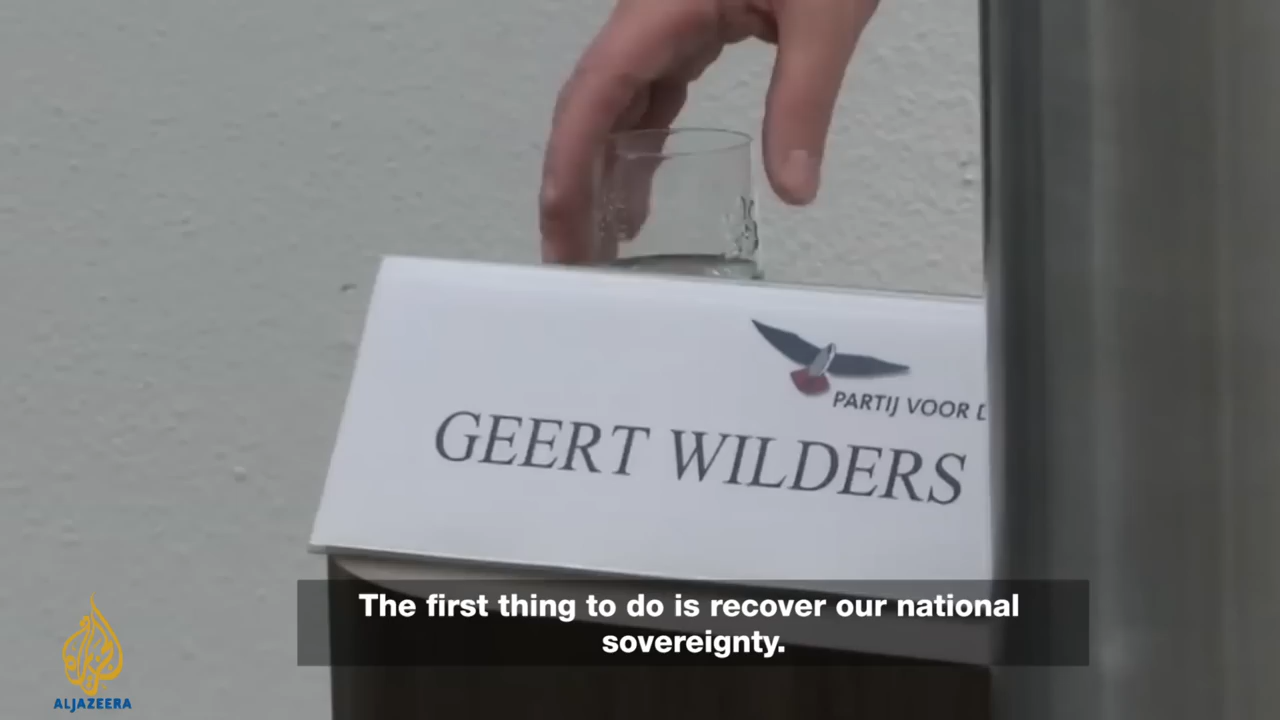 PARTIJ VOOR
GEERT WILDERS
The first thing to do is recover our national
sovereignty.
ALJAZEERA